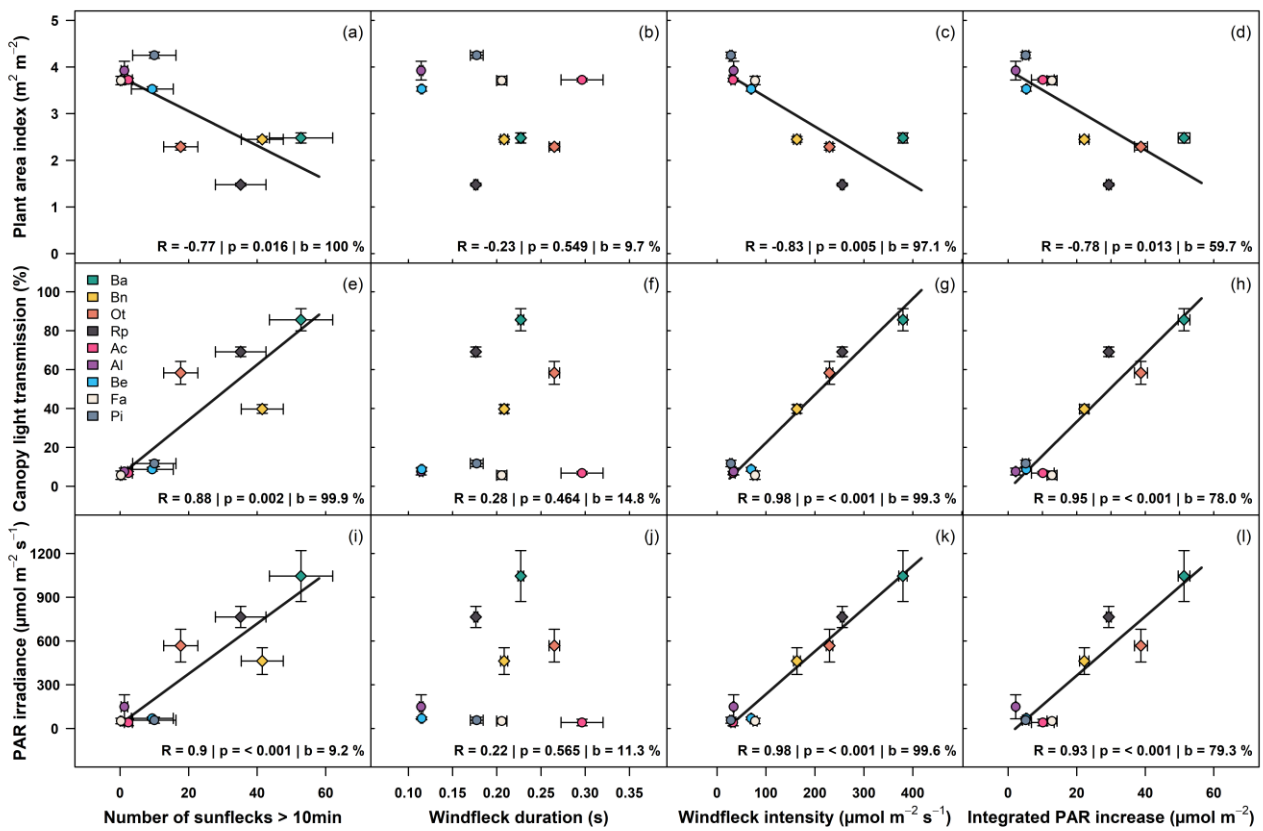 (a)
(b)
(c)
(d)
Plant area index (m² m⁻²)
5
4
3
2
1
0
R = -0.77 | p = 0.016 | b = 100 %
R = -0.23 | p = 0.549 | b = 9.7 %
R = -0.83 | p = 0.005 | b = 97.1 %
R = -0.78 | p = 0.013 | b = 59.7 %
(e)
(f)
(g)
(h)
Canopy light transmission (%)
100
80
60
40
20
0
Ba
Bn
Ot
Rp
Ac
Al
Be
Fa
Pi
R = 0.88 | p = 0.002 | b = 99.9 %
R = 0.28 | p = 0.464 | b = 14.8 %
R = 0.98 | p = <.001 | b = 99.3 %
R = 0.95 | p = <.001 | b = 78.0 %
(i)
(j)
(k)
(l)
PAR irradiance (μmol m⁻² s⁻¹)
1200
900
600
300
0
R = 0.9 | p = <.001 | b = 9.2 %
R = 0.22 | p = 0.565 | b = 11.3 %
R = 0.98 | p = <.001 | b = 99.6 %
R = 0.93 | p = <.001 | b = 79.3 %
0 20 40 60
0.10 0.15 0.20 0.25 0.30 0.35
0 100 200 300 400
0 20 40 60
Number of sunflecks > 10min
Windfleck duration (s)
Windfleck intensity (μmol m⁻² s⁻¹)
Integrated PAR increase (μmol m⁻²)